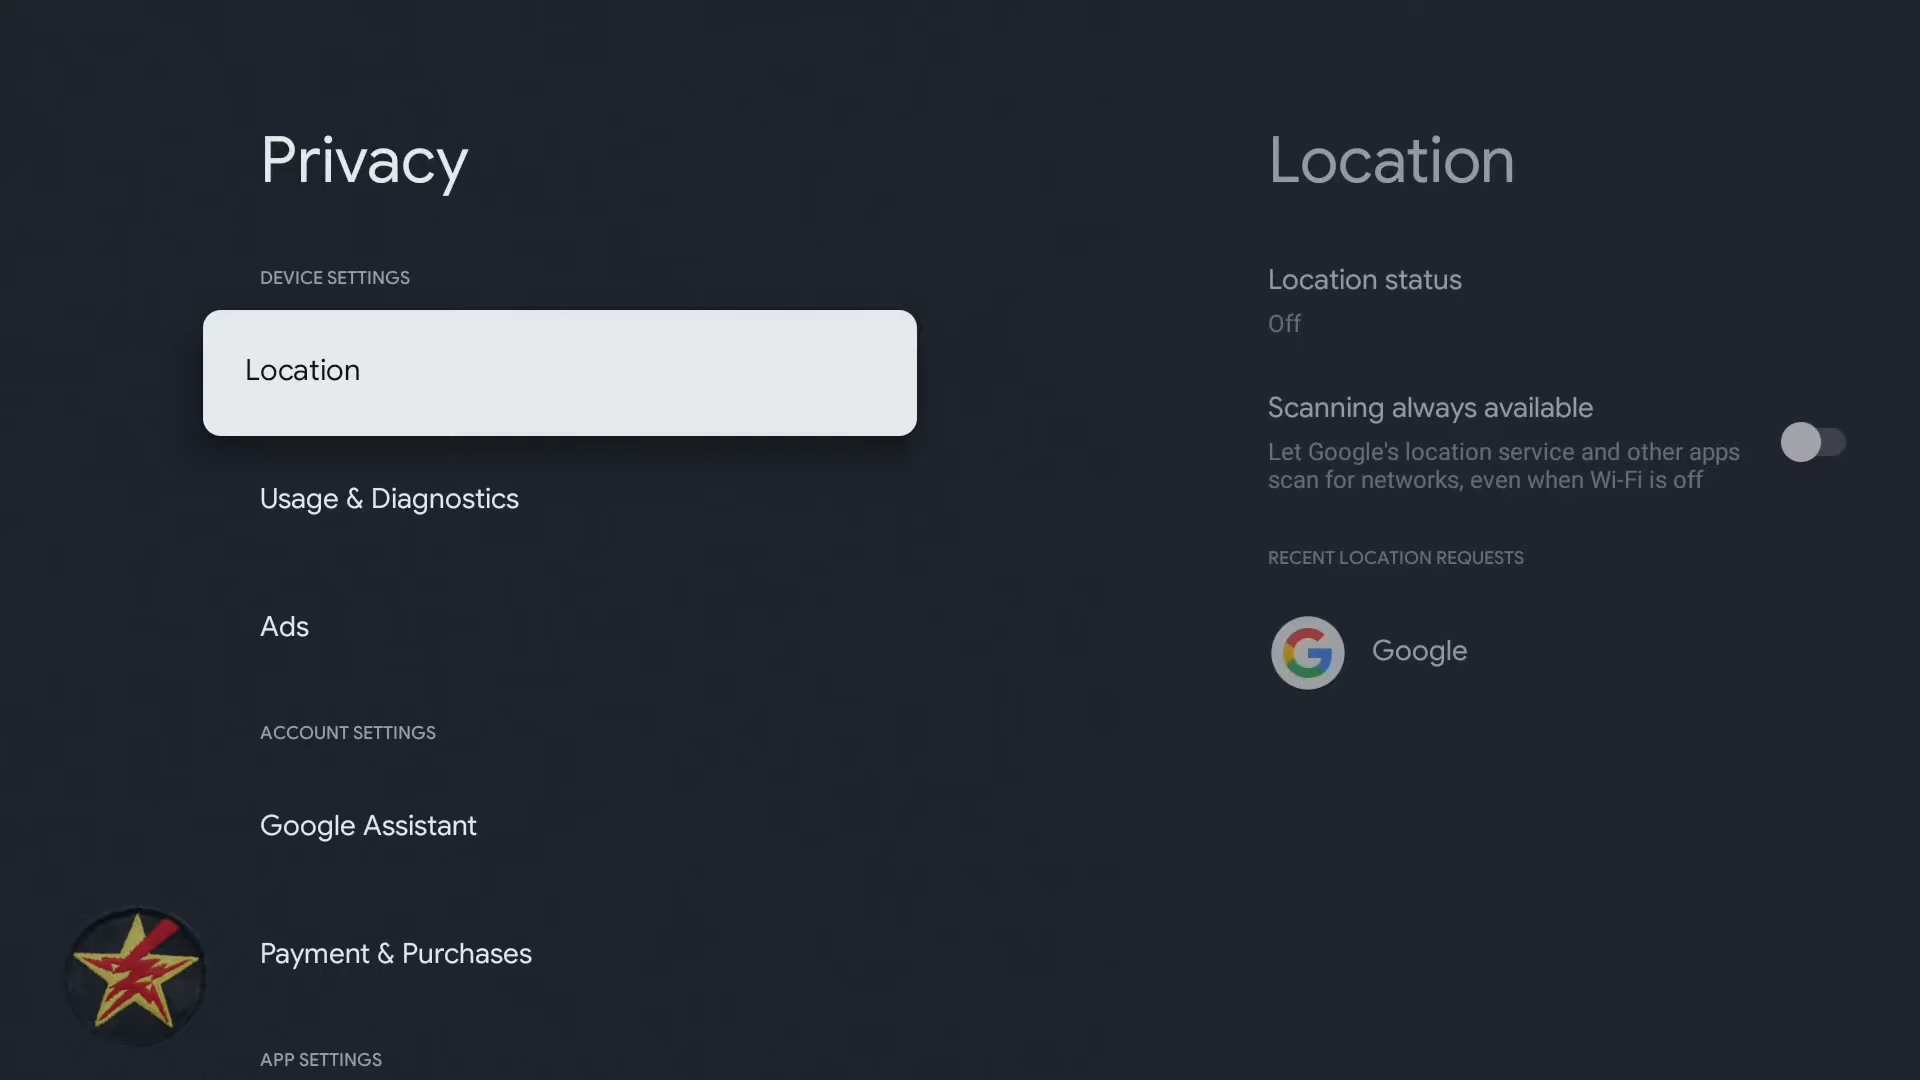 Privacy
DEVICE SETTINGS
Location
Usage & Diagnostics
Ads
ACCOUNT SETTINGS
Google Assistant
Payment & Purchases
APP SETTINGS
Location
Location status
Off
Scanning always available
Let Google's location service and other apps
scan for networks, even when Wi-Fi is off
RECENT LOCATION REQUESTS
Google